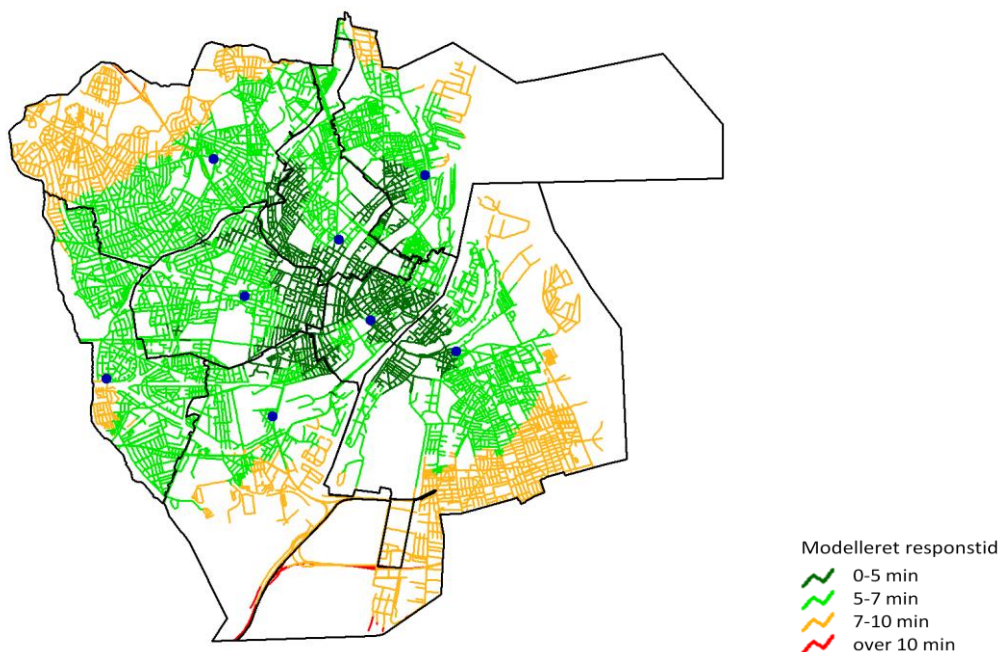 Modelleret responstid
0-5 min
5-7 min
7-10 min
over 10 min